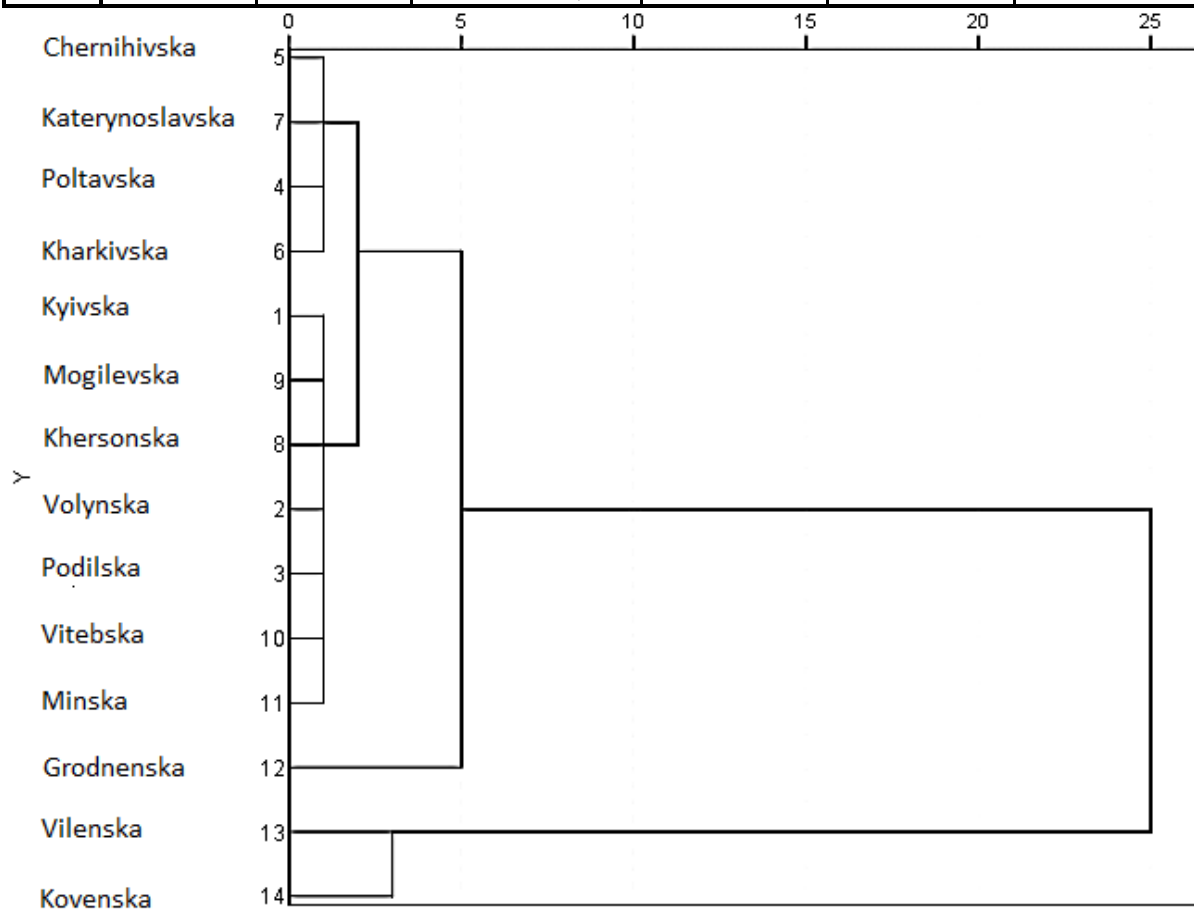 0 5 10 15 20 25
Chernihivska 5
Katerynoslavska 7
Poltavska 4
Kharkivska 6
Kyivska 1
Mogilevska 9
Khersonska 8
Y
Volynska 2
Podilska 3
Vitebska 10
Minska 11
Grodnenska 12
Vilenska 13
Kovenska 14